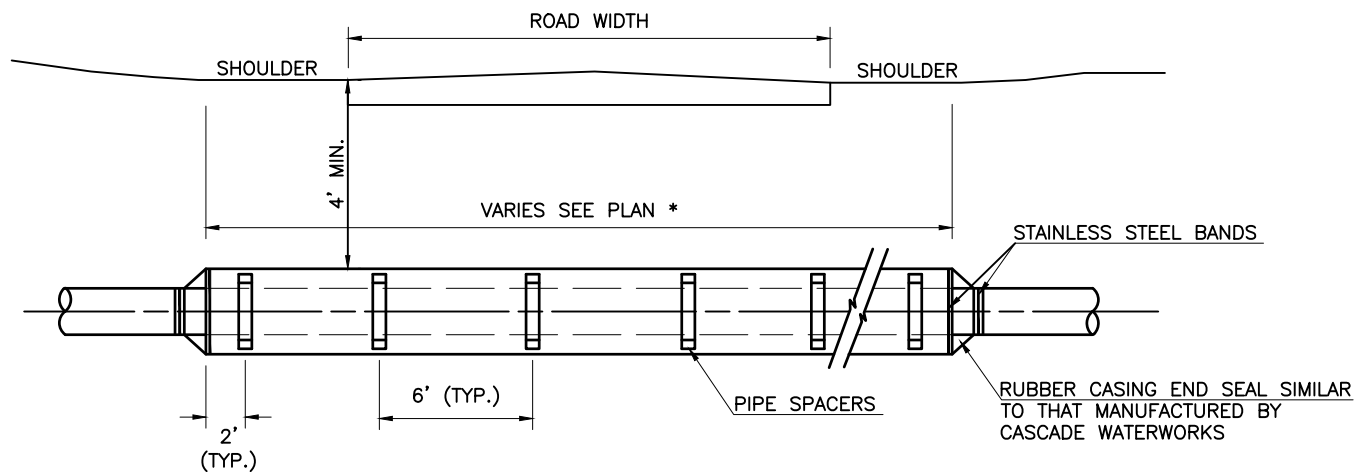 ROAD WIDTH
SHOULDER
SHOULDER
4' MIN.
VARIES SEE PLAN *
STAINLESS STEEL BANDS
6' (TYP.)
PIPE SPACERS
2'
(TYP.)
RUBBER CASING END SEAL SIMILAR
TO THAT MANUFACTURED BY
CASCADE WATERWORKS